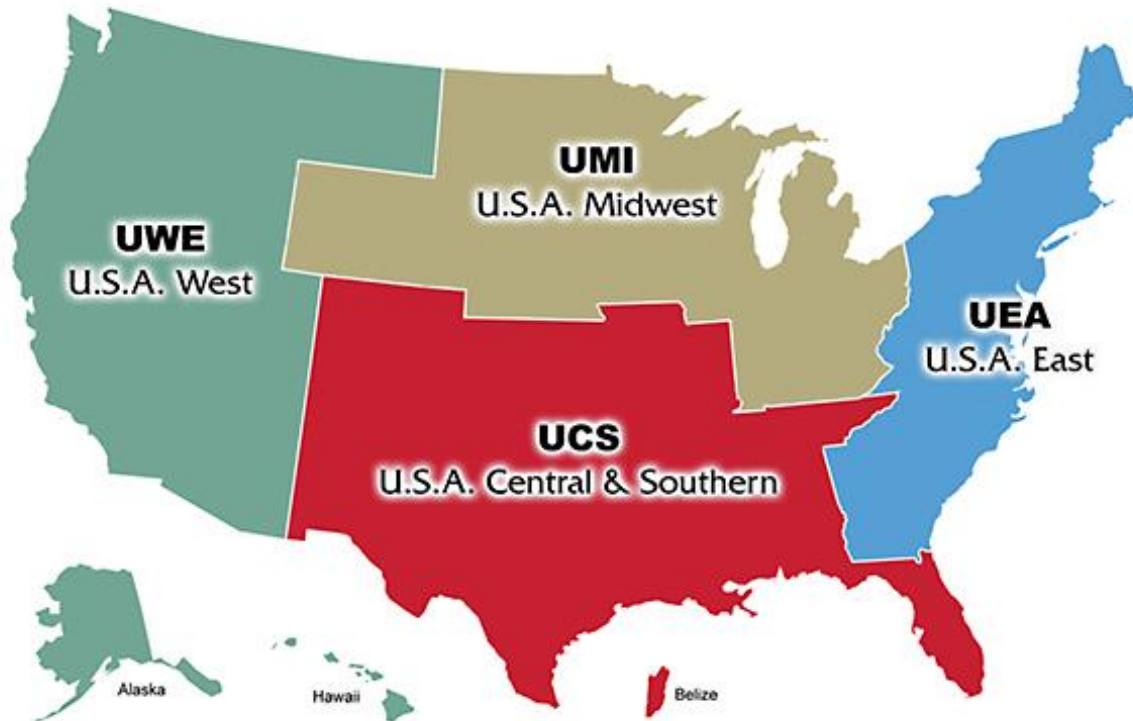 UMI
U.S.A. Midwest
UWE
U.S.A. West
UEA
U.S.A. East
UCS
U.S.A. Central & Southern
Alaska
Hawaii
Belize